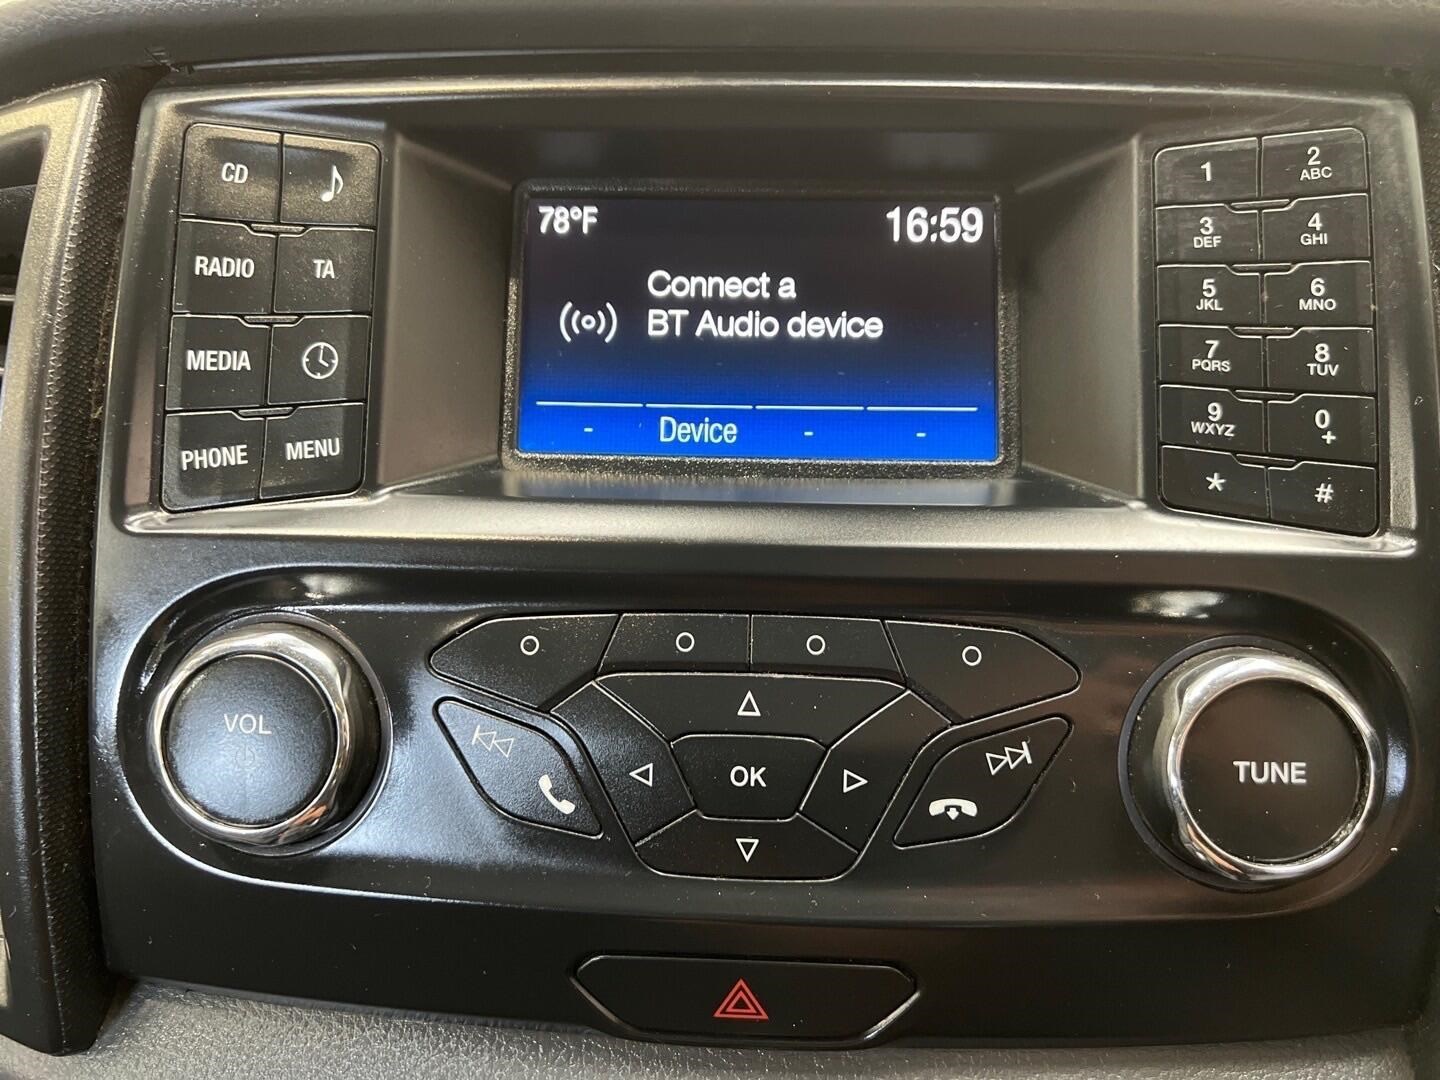 CD
RADIO TA
MEDIA
PHONE MENU
78°F 16:59
Connect a
BT Audio device
- Device - -
1 2 ABC
3 DEF 4 GHI
5 JKL 6 MNO
7 PQRS 8 TUV
9 WXYZ 0 +
* #
VOL
OK
TUNE